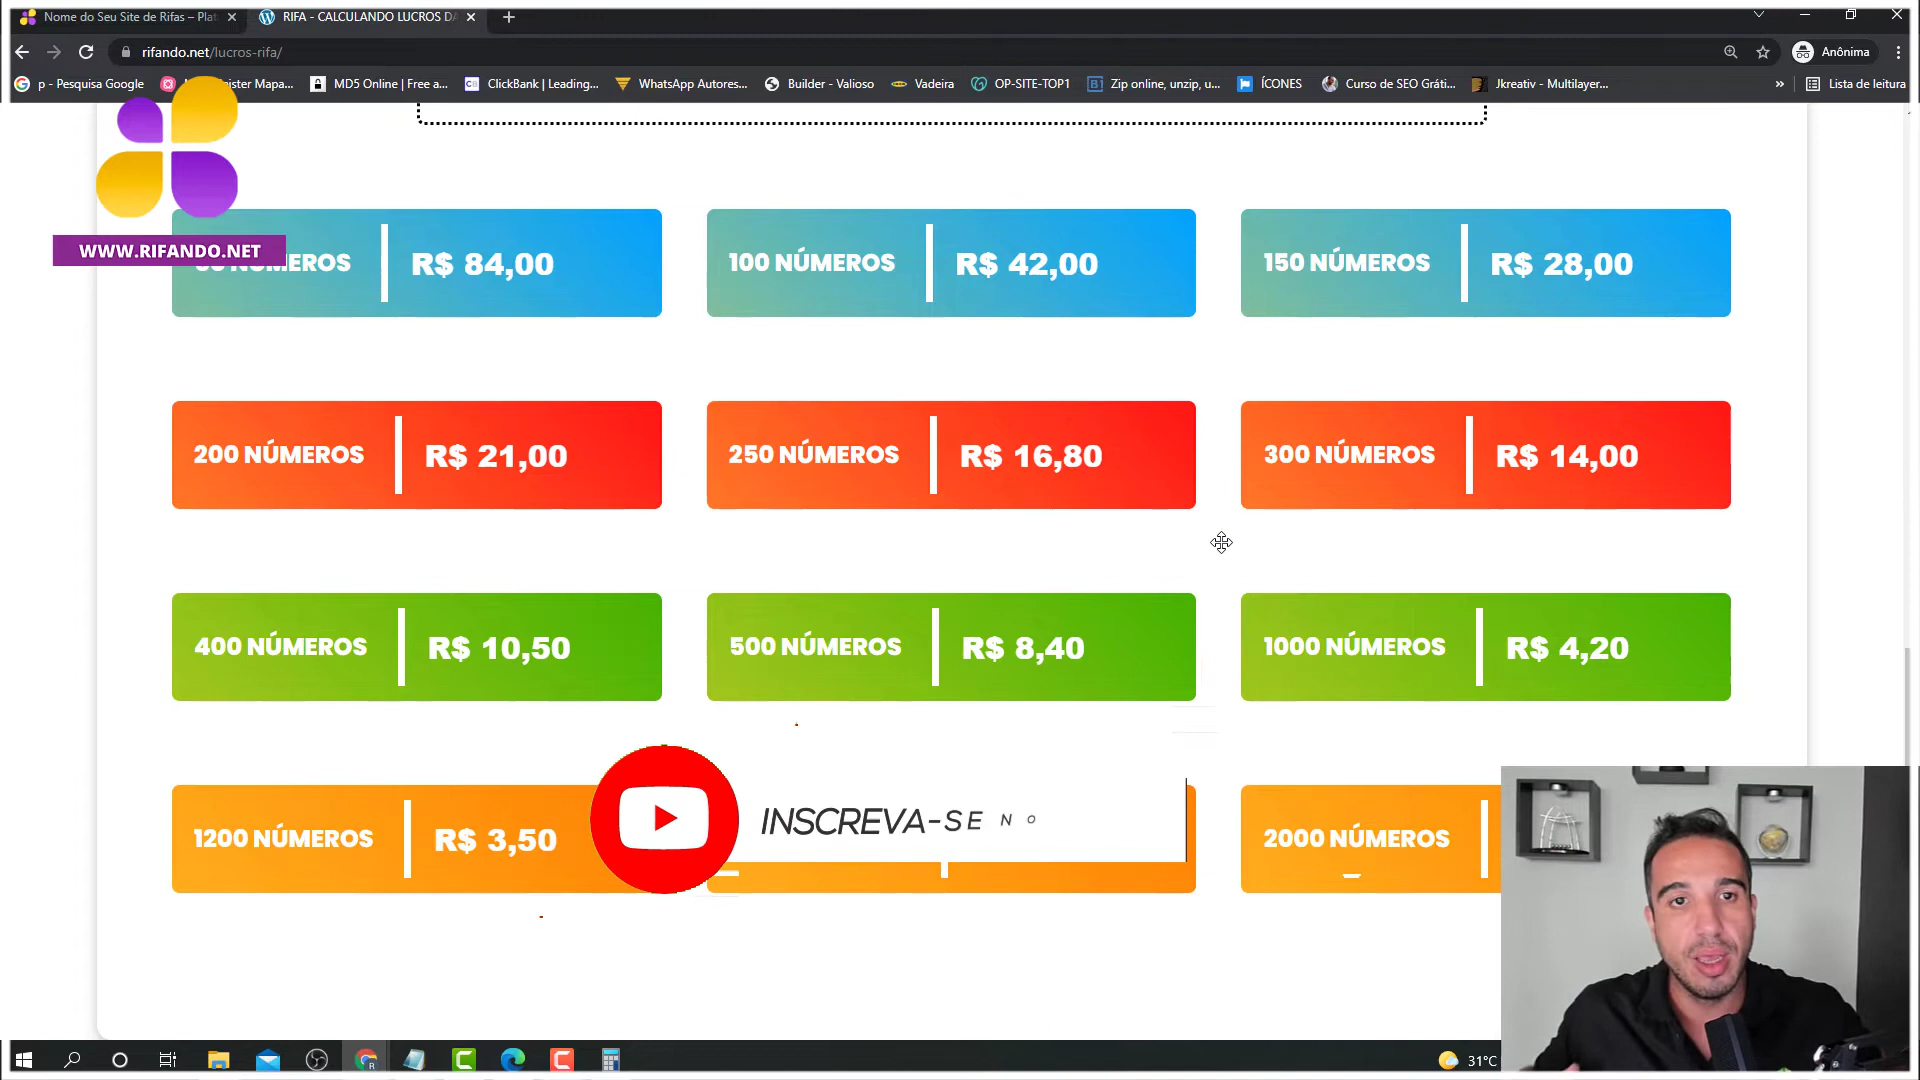 Nome do Seu Site de Rifas – Plat
RIFA - CALCULANDO LUCROS DA
rifando.net/lucros-rifa/
Anônima
p - Pesquisa Google
MD5 Online | Free a...
ClickBank | Leading...
WhatsApp Autores...
Builder - Valioso
Vadeira
OP-SITE-TOP1
Zip online, unzip, u...
ÍCONES
Curso de SEO Gráti...
Jkreativ - Multilayer...
»
Lista de leitura
WWW.RIFANDO.NET
R$ 84,00
100 NÚMEROS
R$ 42,00
150 NÚMEROS
R$ 28,00
200 NÚMEROS
R$ 21,00
250 NÚMEROS
R$ 16,80
300 NÚMEROS
R$ 14,00
400 NÚMEROS
R$ 10,50
500 NÚMEROS
R$ 8,40
1000 NÚMEROS
R$ 4,20
1200 NÚMEROS
R$ 3,50
INSCREVA-SE NO
2000 NÚMEROS
31°C